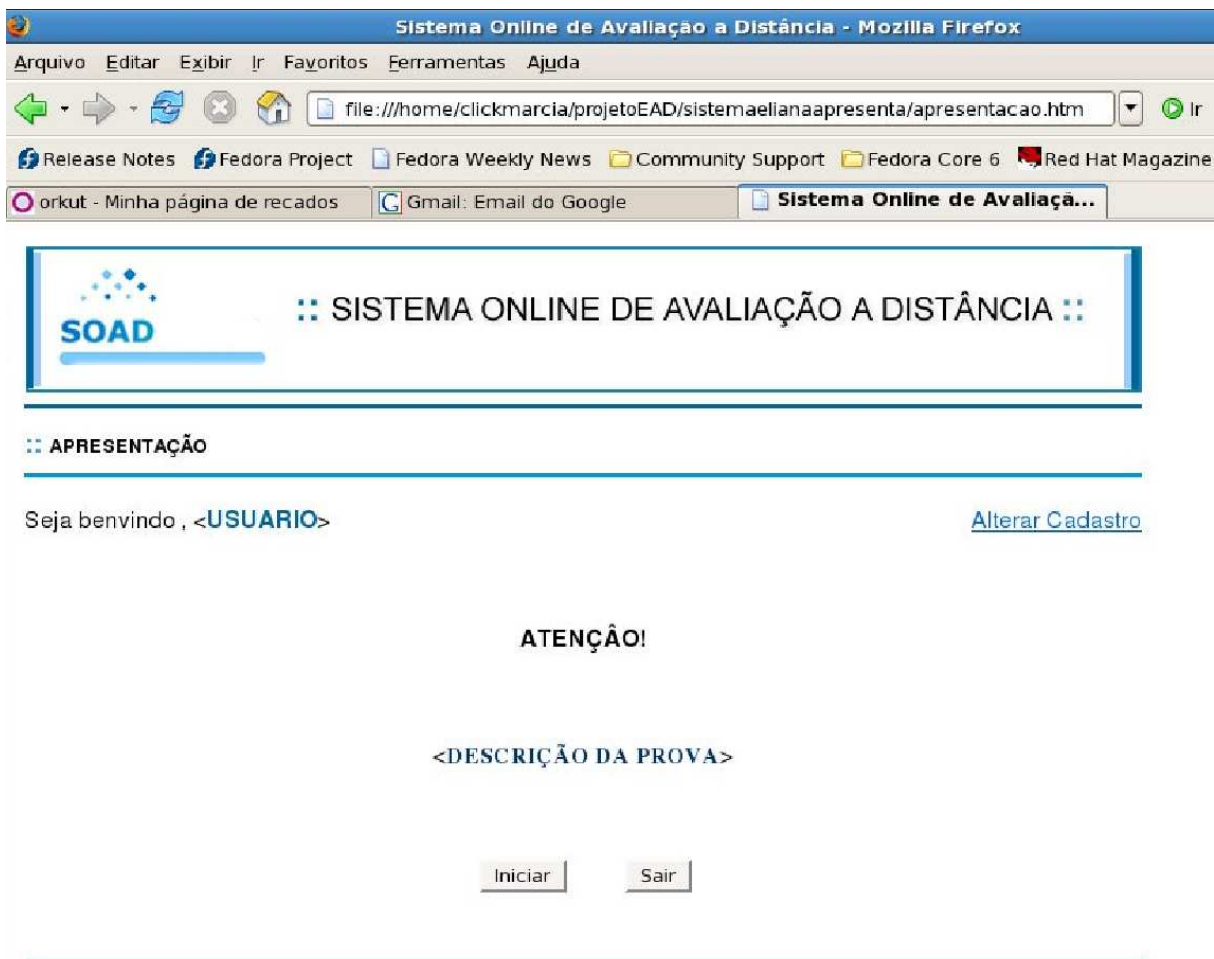 Sistema Online de Avaliação a Distância - Mozilla Firefox
Arquivo Editar Exibir Ir Favoritos Ferramentas Ajuda
file:///home/clickmarcia/projetoEAD/sistemaelianaapresenta/apresentacao.htm Ir
Release Notes Fedora Project Fedora Weekly News Community Support Fedora Core 6 Red Hat Magazine
orkut - Minha página de recados Gmail: Email do Google Sistema Online de Avaliaçã...
SOAD
:: SISTEMA ONLINE DE AVALIAÇÃO A DISTÂNCIA ::
:: APRESENTAÇÃO
Seja benvindo , <USUARIO> Alterar Cadastro
ATENÇÂO!
<DESCRIÇÃO DA PROVA>
Iniciar Sair